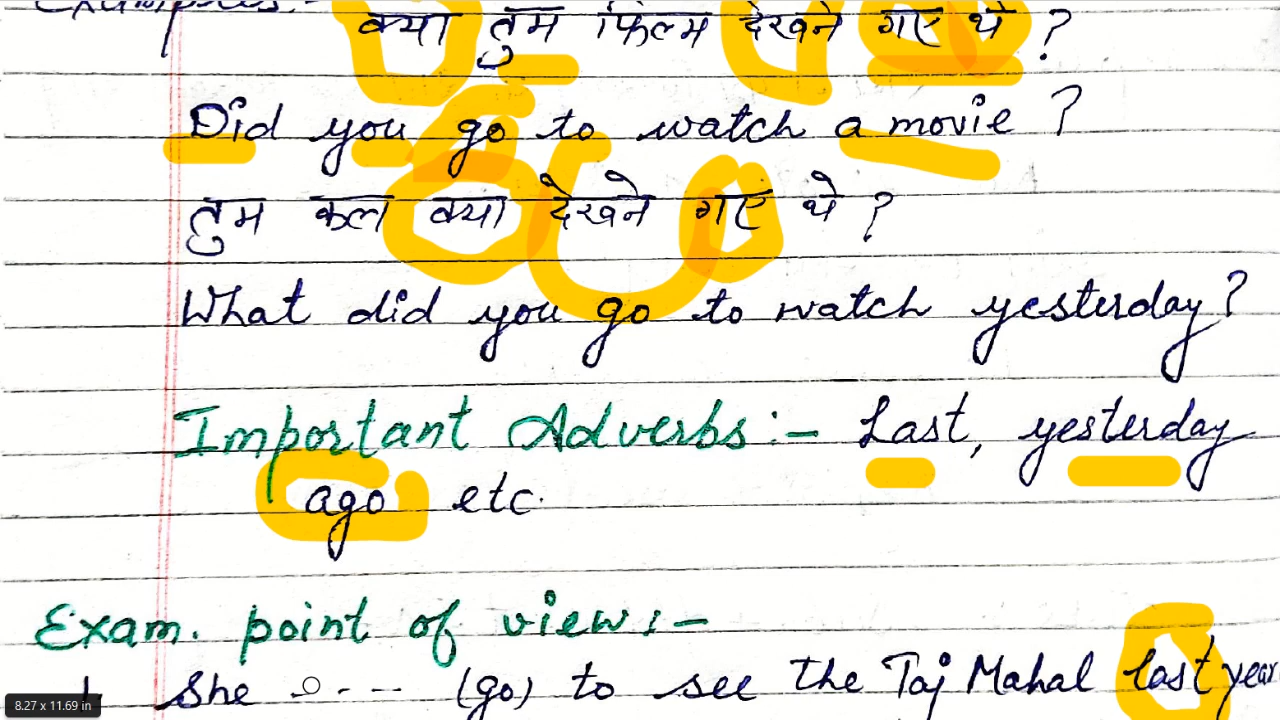 Examples:-
क्या तुम फिल्म देखने गए थे ?
Did you go to watch a movie ?
तुम कल क्या देखने गए थे ?
What did you go to watch yesterday?
Important Adverbs:- Last, yesterday
ago etc.
Exam. point of view:-
1. She ---- (go) to see the Taj Mahal last year
8.27 x 11.69 in